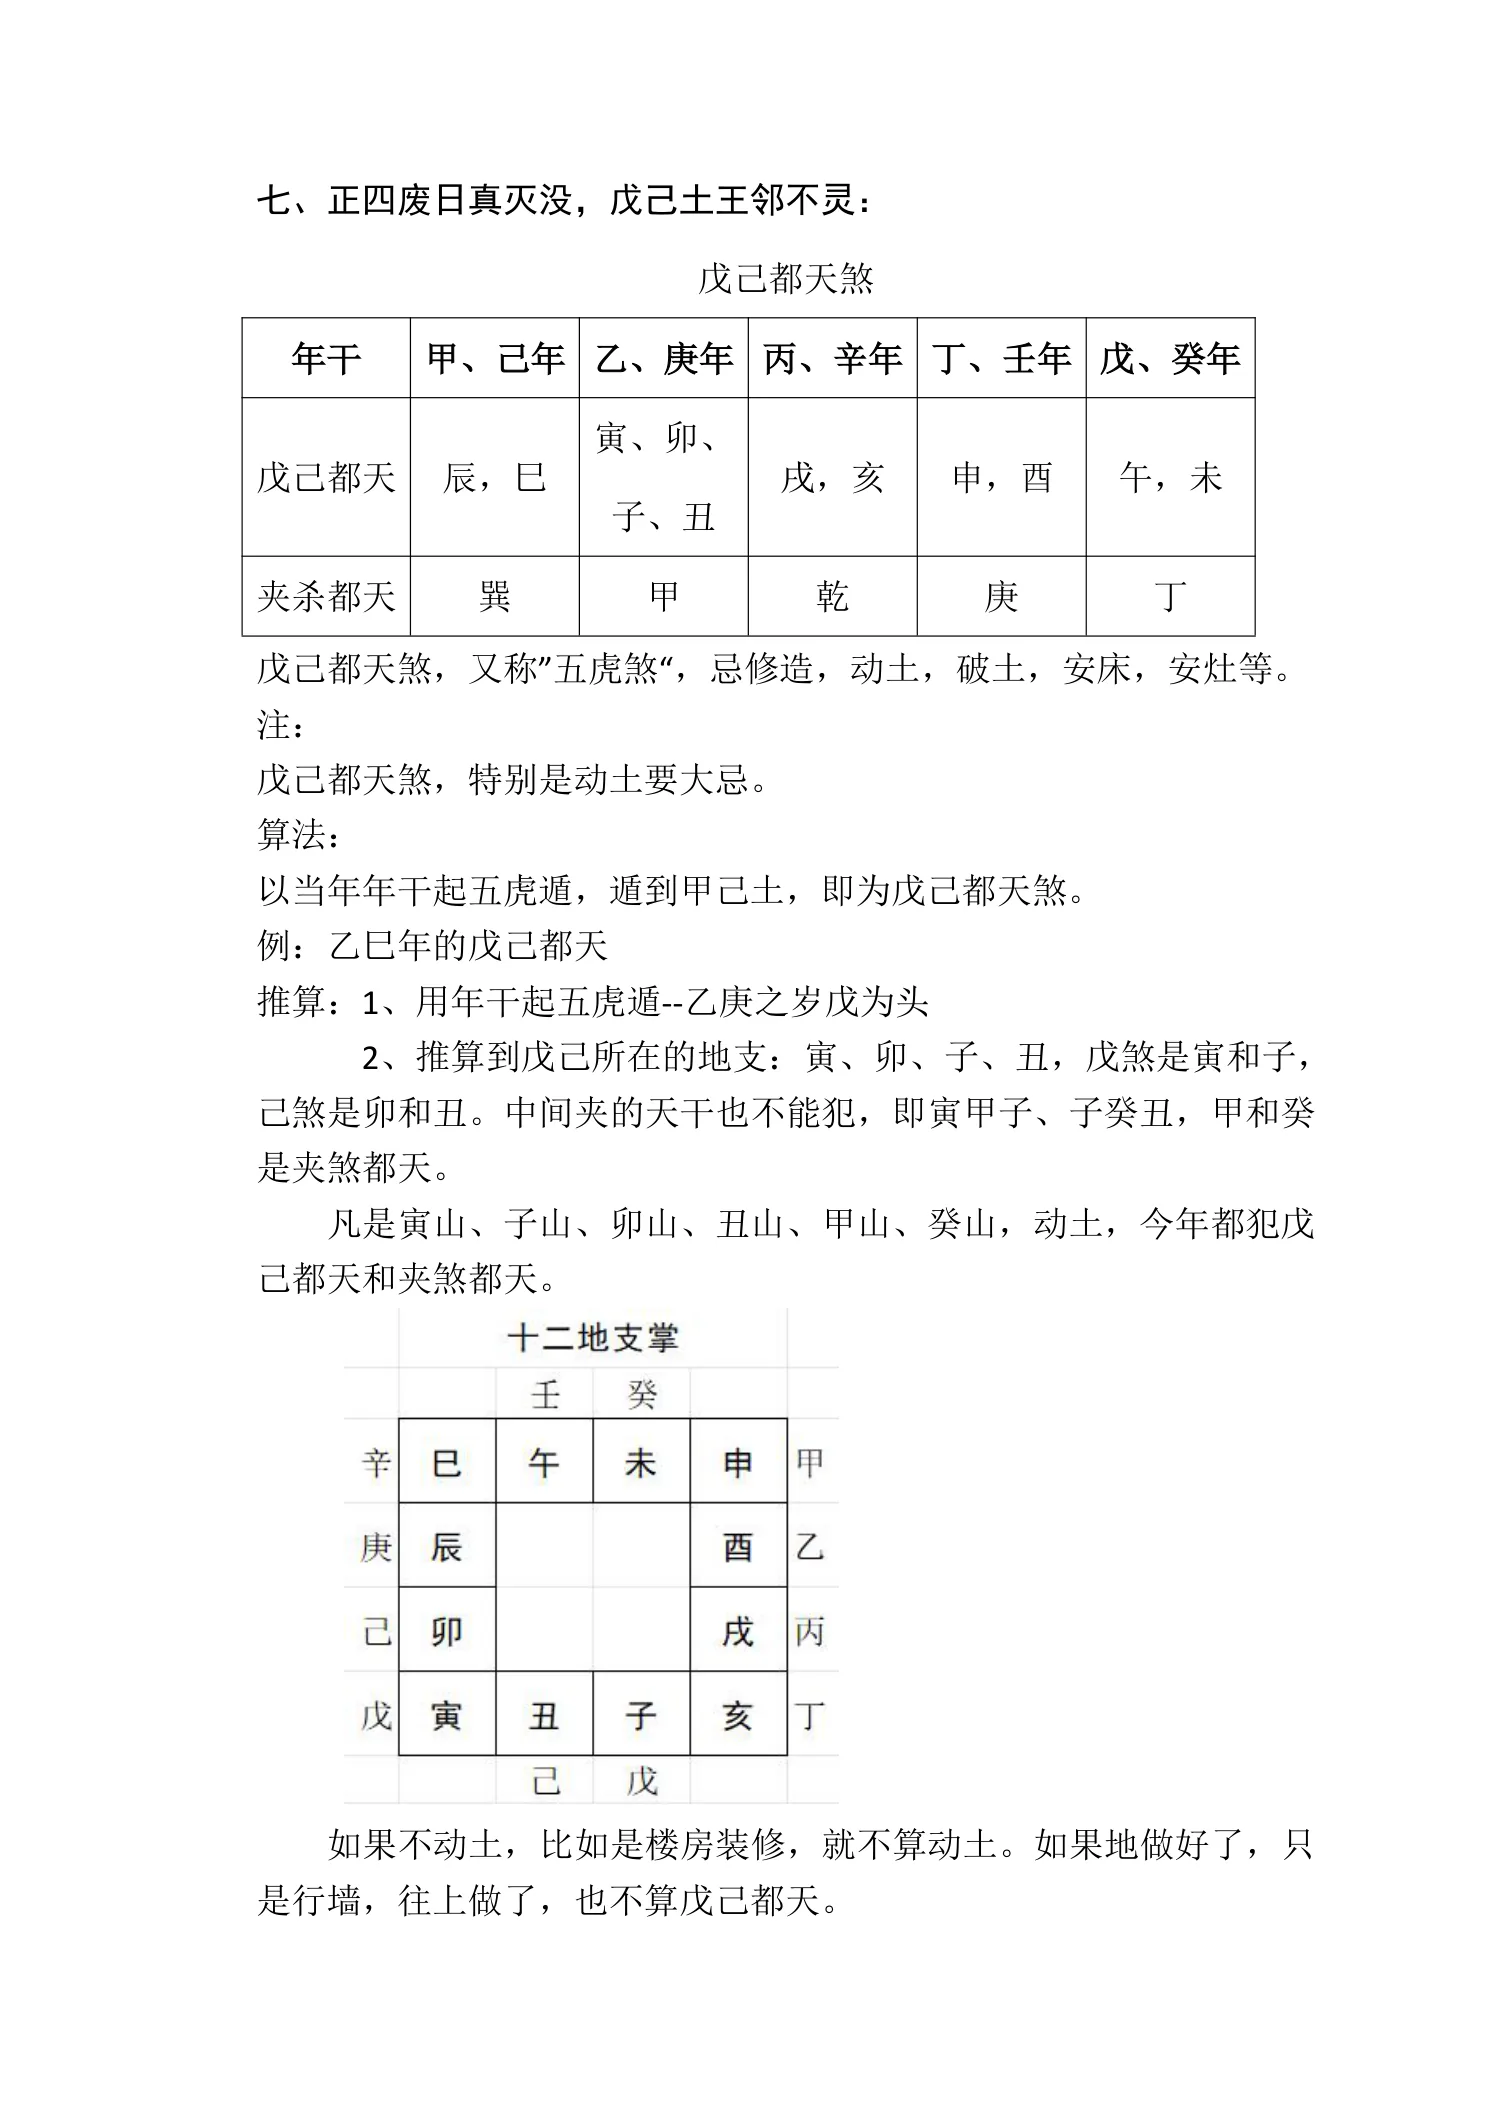 七、正四废日真灭没，戊己土王邻不灵：
戊己都天煞
年干 甲、己年 乙、庚年 丙、辛年 丁、壬年 戊、癸年
戊己都天 辰，巳 寅、卯、子、丑 戌，亥 申，酉 午，未
夹杀都天 巽 甲 乾 庚 丁
戊己都天煞，又称”五虎煞“，忌修造，动土，破土，安床，安灶等。
注：
戊己都天煞，特别是动土要大忌。
算法：
以当年年干起五虎遁，遁到甲己土，即为戊己都天煞。
例：乙巳年的戊己都天
推算：1、用年干起五虎遁--乙庚之岁戊为头
2、推算到戊己所在的地支：寅、卯、子、丑，戊煞是寅和子，
己煞是卯和丑。中间夹的天干也不能犯，即寅甲子、子癸丑，甲和癸
是夹煞都天。
凡是寅山、子山、卯山、丑山、甲山、癸山，动土，今年都犯戊
己都天和夹煞都天。
十二地支掌
壬 癸
辛 巳 午 未 申 甲
庚 辰 酉 乙
己 卯 戌 丙
戊 寅 丑 子 亥 丁
己 戊
如果不动土，比如是楼房装修，就不算动土。如果地做好了，只
是行墙，往上做了，也不算戊己都天。